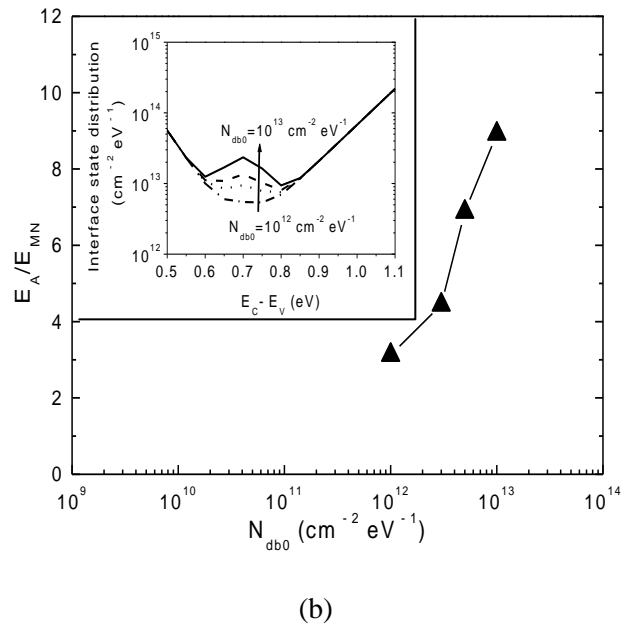 12
10
8
6
4
2
0
E_A/E_MN
10^15
10^14
10^13
10^12
Interface state distribution
(cm^-2 eV^-1)
N_db0=10^13 cm^-2 eV^-1
N_db0=10^12 cm^-2 eV^-1
0.5 0.6 0.7 0.8 0.9 1.0 1.1
E_C - E_V (eV)
10^9 10^10 10^11 10^12 10^13 10^14
N_db0 (cm^-2 eV^-1)
(b)